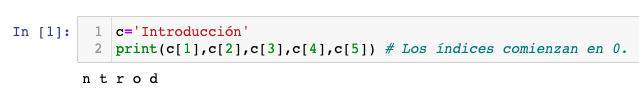 In [1]: 1 c='Introducción'
2 print(c[1],c[2],c[3],c[4],c[5]) # Los índices comienzan en 0.
n t r o d